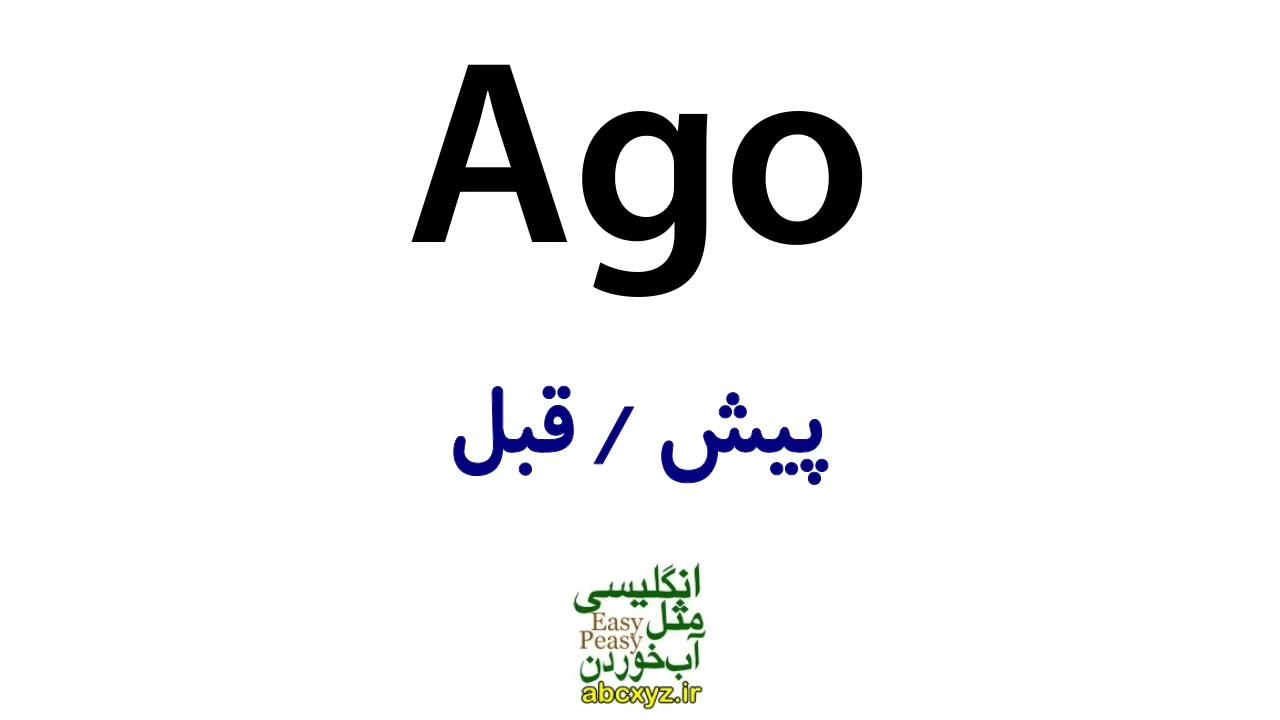 Ago
پیش / قبل
انگلیسی
مثل
Easy
Peasy
آب‌خوردن
abcxyz.ir